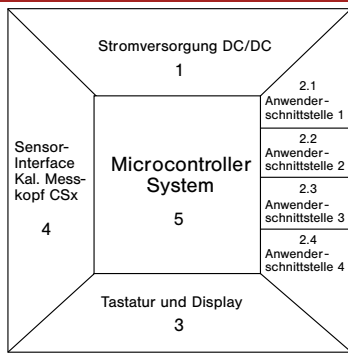 Stromversorgung DC/DC
1
2.1
Anwender-
schnittstelle 1
2.2
Anwender-
schnittstelle 2
2.3
Anwender-
schnittstelle 3
2.4
Anwender-
schnittstelle 4
Sensor-
Interface
Kal. Mess-
kopf CSx
4
Microcontroller
System
5
Tastatur und Display
3